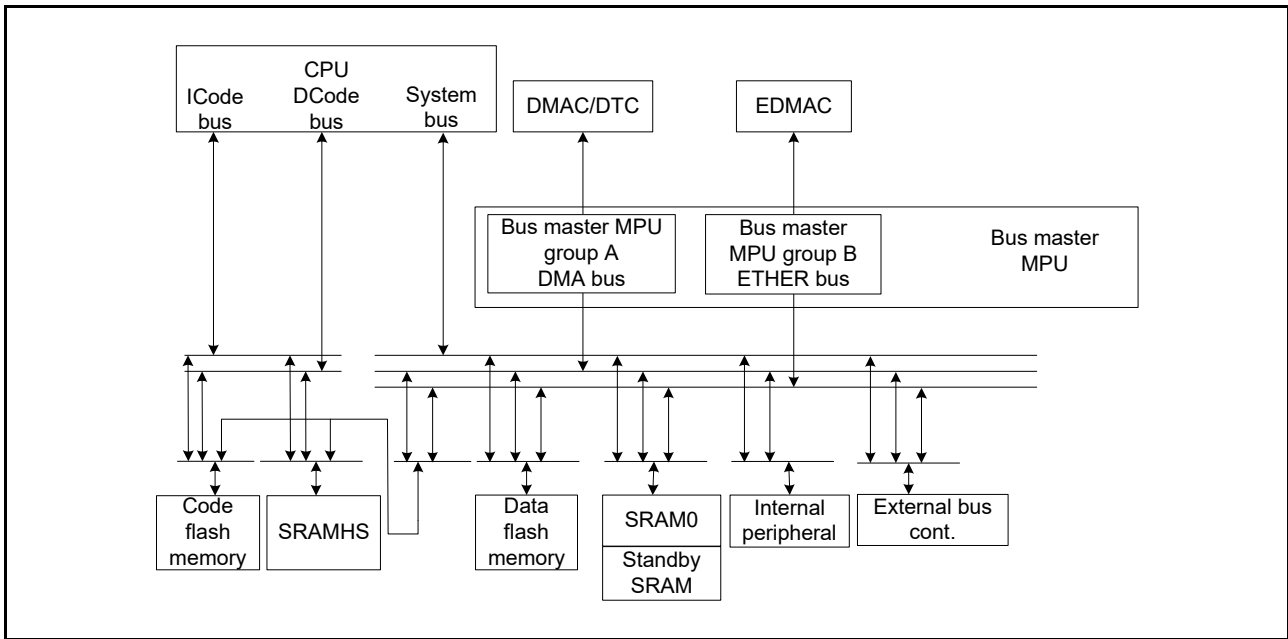 CPU
ICode
bus
DCode
bus
System
bus
DMAC/DTC
EDMAC
Bus master MPU
group A
DMA bus
Bus master
MPU group B
ETHER bus
Bus master
MPU
Code
flash
memory
SRAMHS
Data
flash
memory
SRAM0
Standby
SRAM
Internal
peripheral
External bus
cont.